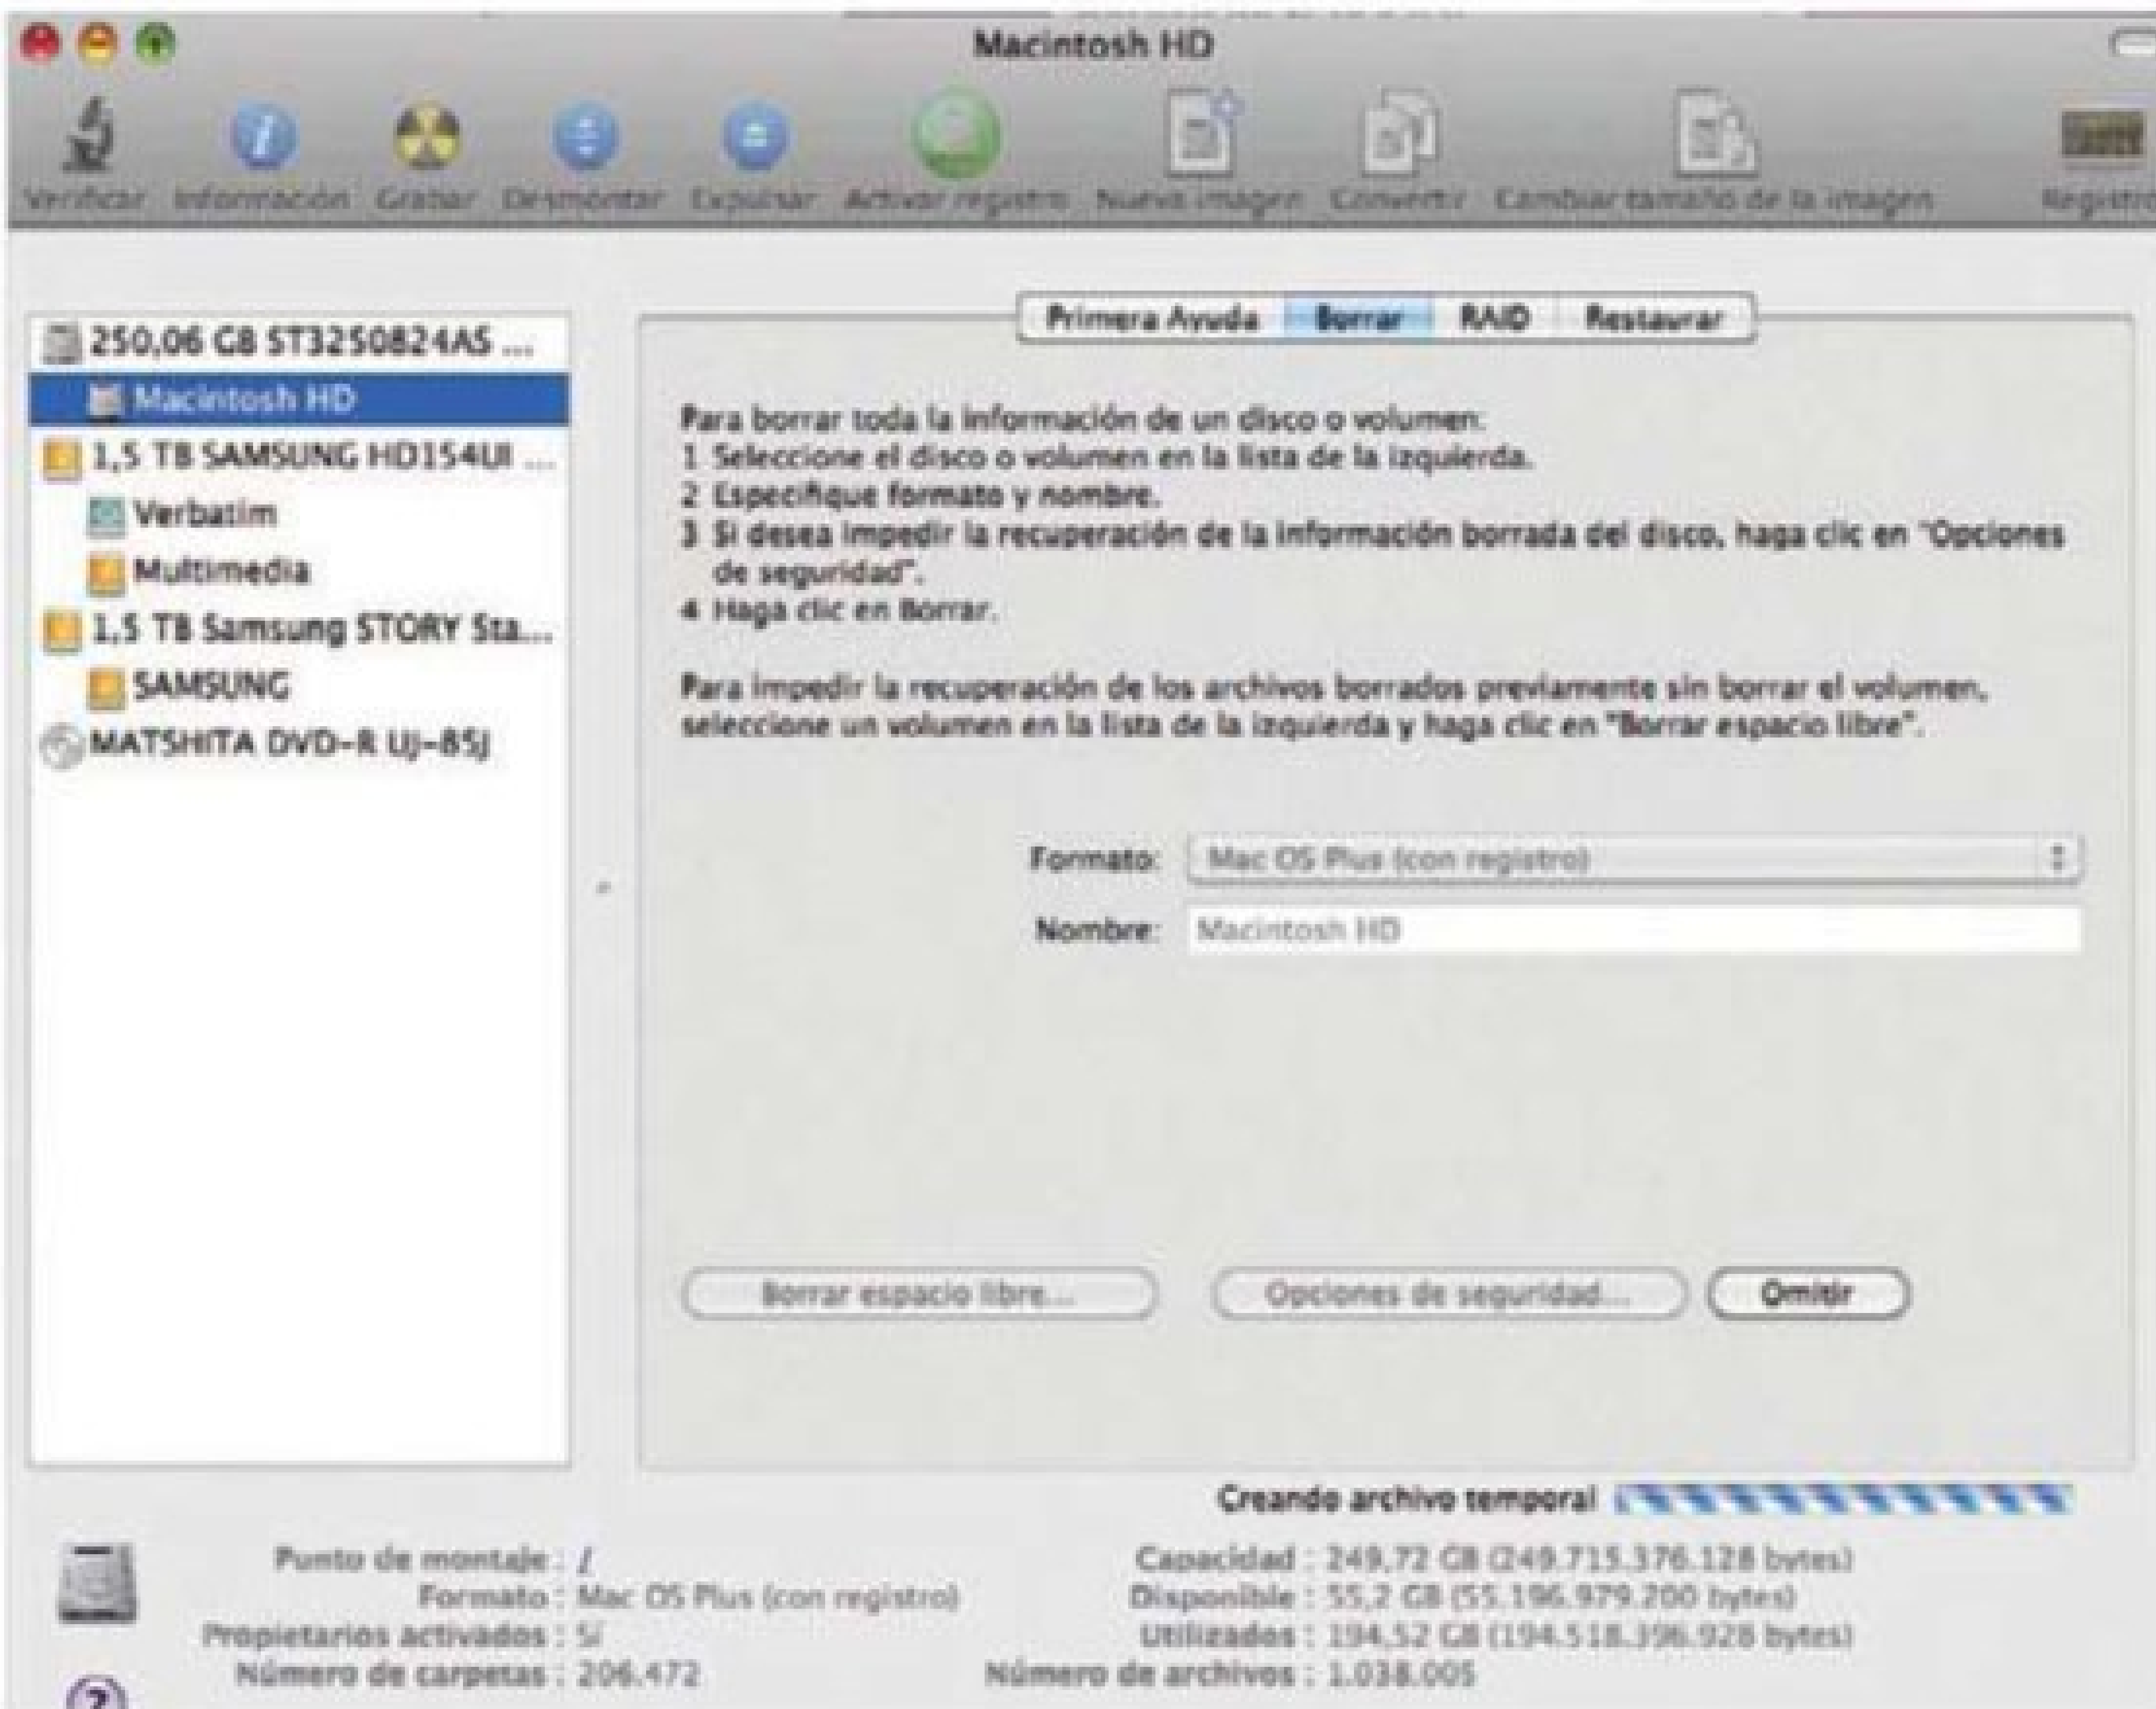 Macintosh HD
Verificar Información Grabar Desmontar Expulsar Activar registro Nueva imagen Convertir Cambiar tamaño de la imagen Registro
250,06 GB ST3250824AS ...
Macintosh HD
1,5 TB SAMSUNG HD154UI ...
Verbatim
Multimedia
1,5 TB Samsung STORY Sta...
SAMSUNG
MATSHITA DVD-R UJ-85J
Primera Ayuda Borrar RAID Restaurar
Para borrar toda la información de un disco o volumen:
1 Seleccione el disco o volumen en la lista de la izquierda.
2 Especifique formato y nombre.
3 Si desea impedir la recuperación de la información borrada del disco, haga clic en "Opciones
de seguridad".
4 Haga clic en Borrar.
Para impedir la recuperación de los archivos borrados previamente sin borrar el volumen,
seleccione un volumen en la lista de la izquierda y haga clic en "Borrar espacio libre".
Formato: Mac OS Plus (con registro)
Nombre: Macintosh HD
Borrar espacio libre... Opciones de seguridad... Omitir
Creando archivo temporal
Punto de montaje : /
Formato : Mac OS Plus (con registro)
Propietarios activados : Sí
Número de carpetas : 206.472
Capacidad : 249,72 GB (249.715.376.128 bytes)
Disponible : 55,2 GB (55.196.979.200 bytes)
Utilizados : 194,52 GB (194.518.396.928 bytes)
Número de archivos : 1.038.005
?